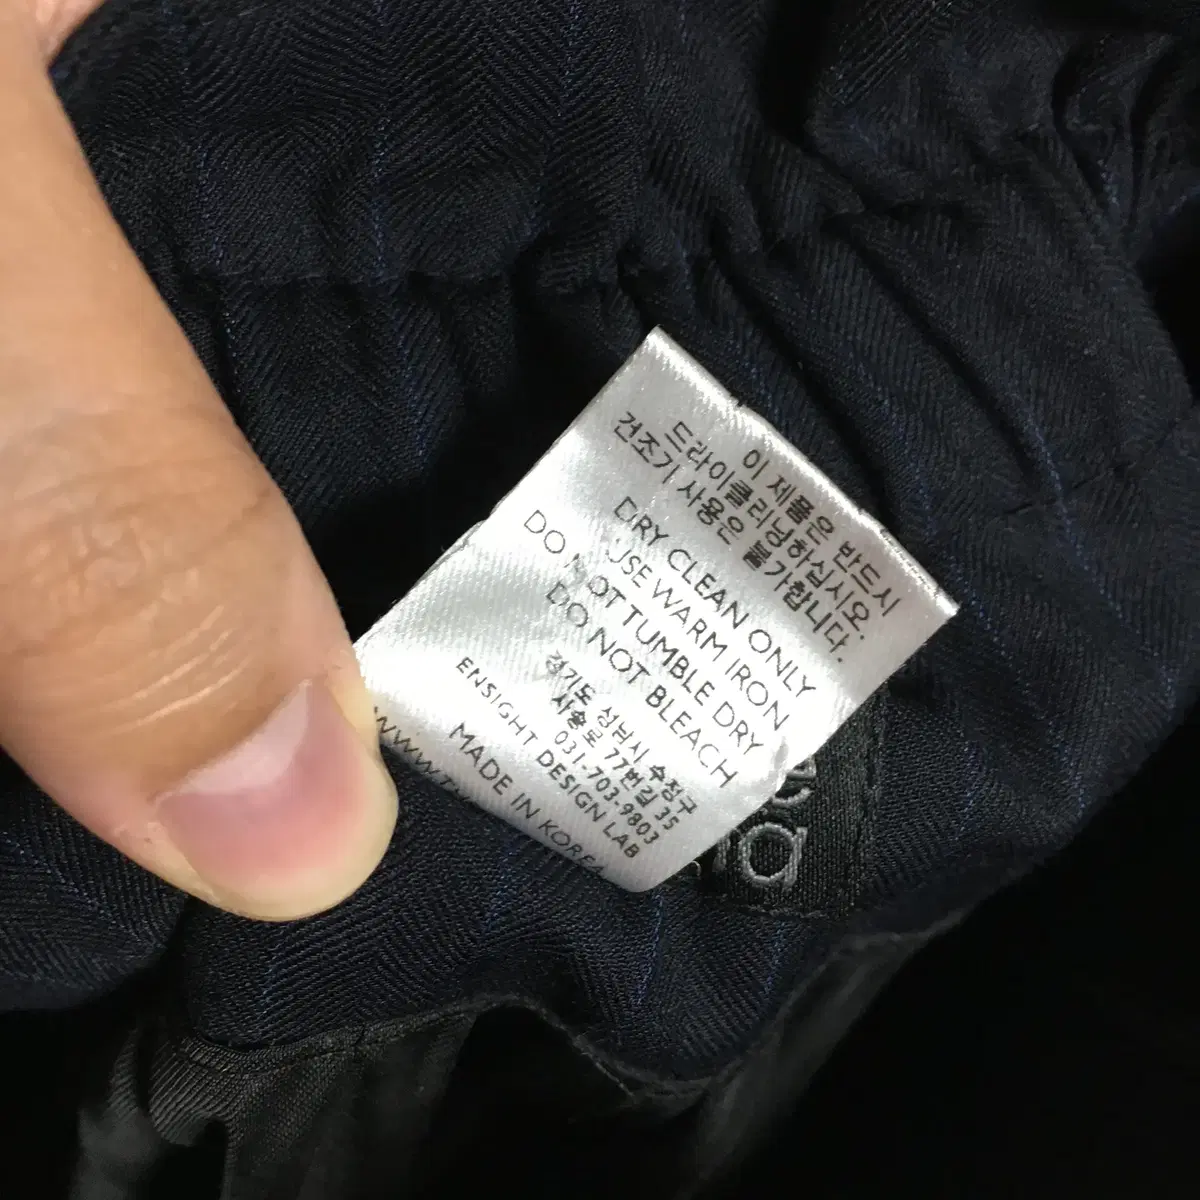 이 제품은 반드시
드라이클리닝하십시오.
건조기 사용은 불가합니다.
DRY CLEAN ONLY
USE WARM IRON
DO NOT TUMBLE DRY
DO NOT BLEACH
경기도 성남시 수정구
사송로 77번길 35
031-703-9803
ENSIGHT DESIGN LAB
MADE IN KOREA